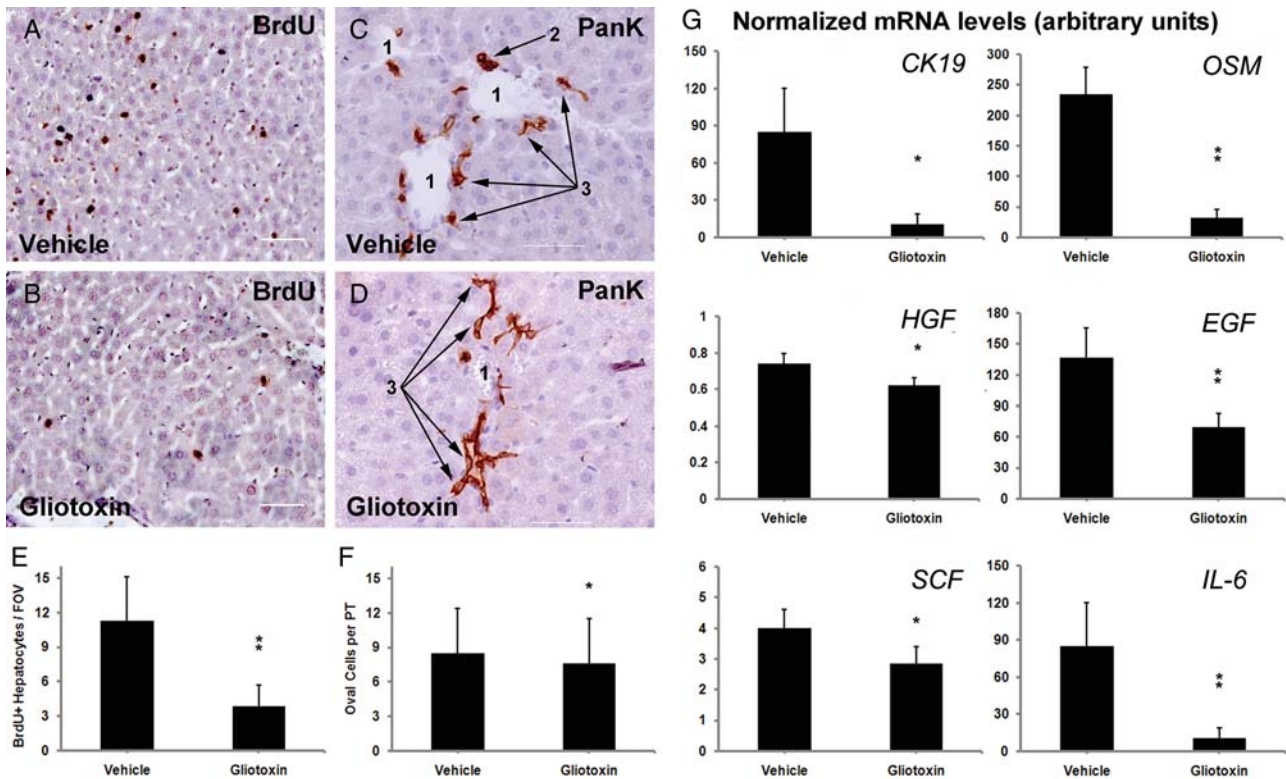 A
BrdU
Vehicle
B
BrdU
Gliotoxin
C
PanK
1
2
1
3
1
Vehicle
D
PanK
3
1
Gliotoxin
E
BrdU+ Hepatocytes / FOV
15
12
9
6
3
0
**
Vehicle Gliotoxin
F
Oval Cells per PT
15
12
9
6
3
0
*
Vehicle Gliotoxin
G Normalized mRNA levels (arbitrary units)
CK19
150
120
90
60
30
0
*
Vehicle Gliotoxin
OSM
300
250
200
150
100
50
0
**
Vehicle Gliotoxin
HGF
1
0.8
0.6
0.4
0.2
0
*
Vehicle Gliotoxin
EGF
180
150
120
90
60
30
0
**
Vehicle Gliotoxin
SCF
6
5
4
3
2
1
0
*
Vehicle Gliotoxin
IL-6
150
120
90
60
30
0
**
Vehicle Gliotoxin